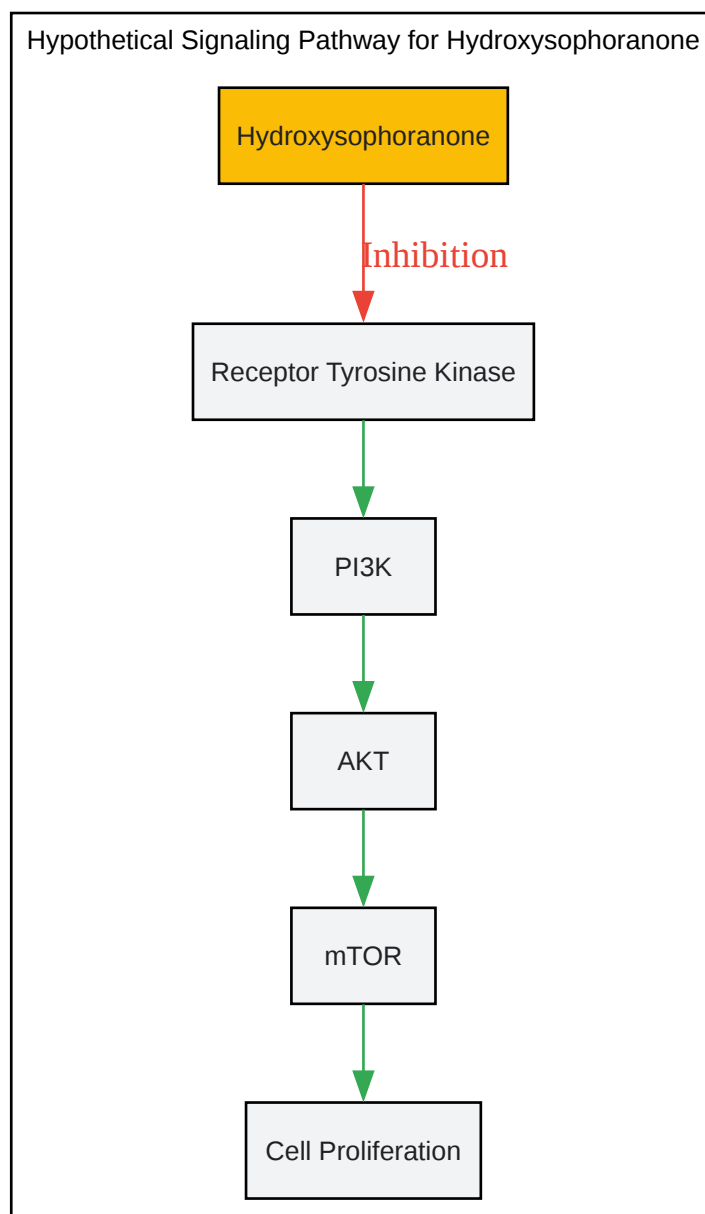 Hypothetical Signaling Pathway for Hydroxysophoranone
Hydroxysophoranone
Inhibition
Receptor Tyrosine Kinase
PI3K
AKT
mTOR
Cell Proliferation